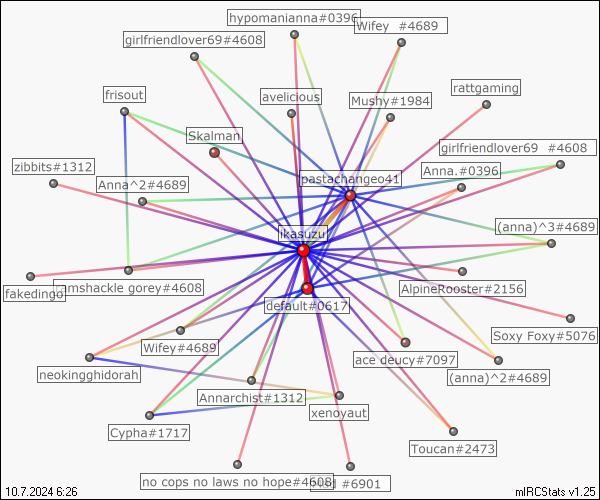 hypomanianna#0396
Wifey #4689
girlfriendlover69#4608
rattgaming
frisout
avelicious
Mushy#1984
Skalman
girlfriendlover69 #4608
zibbits#1312
Anna^2#4689
pastachangeo41
Anna.#0396
ikasuzu
(anna)^3#4689
fakedingo
amshackle gorey#4608
AlpineRooster#2156
default#0617
Soxy Foxy#5076
Wifey#4689
ace deucy#7097
neokingghidorah
(anna)^2#4689
Annarchist#1312
xenoyaut
Cypha#1717
Toucan#2473
no cops no laws no hope#4608
#6901
10.7.2024 6:26
mIRCStats v1.25